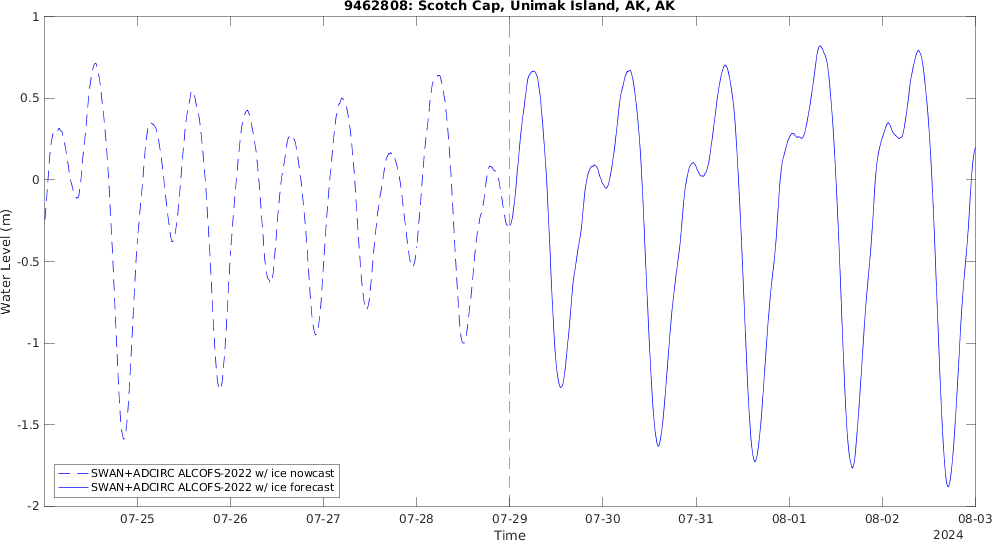 9462808: Scotch Cap, Unimak Island, AK, AK
1
0.5
0
-0.5
-1
-1.5
-2
Water Level (m)
SWAN+ADCIRC ALCOFS-2022 w/ ice nowcast
SWAN+ADCIRC ALCOFS-2022 w/ ice forecast
07-25 07-26 07-27 07-28 07-29 07-30 07-31 08-01 08-02 08-03
Time
2024